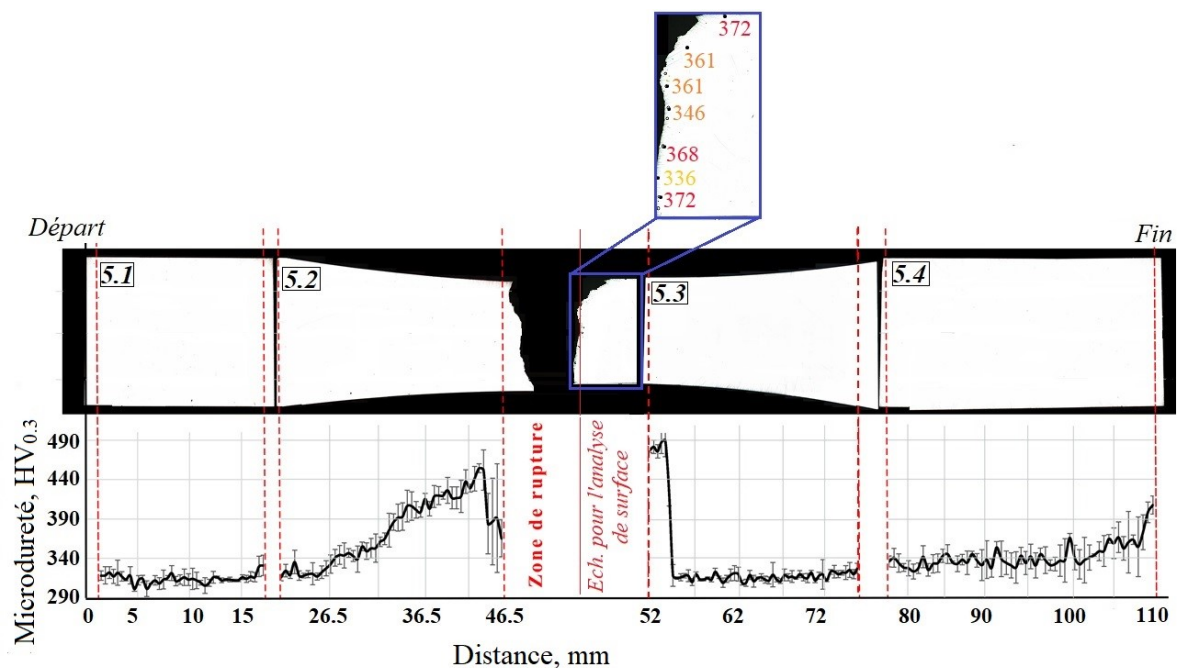 372
361
361
346
368
336
372
Départ
Fin
5.1
5.2
5.3
5.4
490
440
390
340
290
Microdureté, HV0.3
Zone de rupture
Ech. pour l'analyse
de surface
0 5 10 15 26.5 36.5 46.5 52 62 72 80 90 100 110
Distance, mm